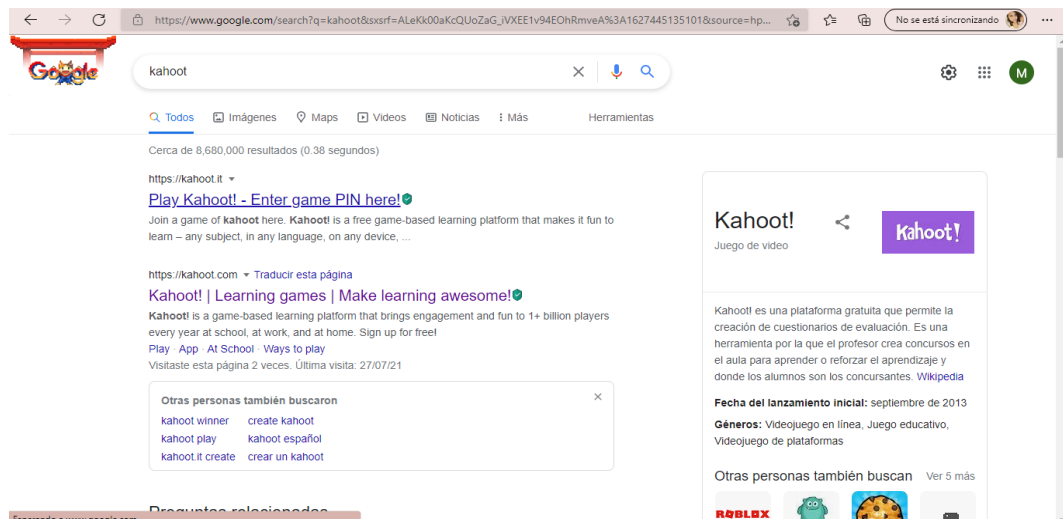 https://www.google.com/search?q=kahoot&sxsrf=ALeKk00aKcQUoZaG_iVXEE1v94EOhRmveA%3A1627445135101&source=hp...
No se está sincronizando
Google
kahoot
M
Todos Imágenes Maps Videos Noticias Más Herramientas
Cerca de 8,680,000 resultados (0.38 segundos)
https://kahoot.it
Play Kahoot! - Enter game PIN here!
Join a game of kahoot here. Kahoot! is a free game-based learning platform that makes it fun to
learn – any subject, in any language, on any device, ...
https://kahoot.com Traducir esta página
Kahoot! | Learning games | Make learning awesome!
Kahoot! is a game-based learning platform that brings engagement and fun to 1+ billion players
every year at school, at work, and at home. Sign up for free!
Play · App · At School · Ways to play
Visitaste esta página 2 veces. Última visita: 27/07/21
Otras personas también buscaron
kahoot winner create kahoot
kahoot play kahoot español
kahoot.it create crear un kahoot
Preguntas relacionadas
Kahoot!
Juego de video
Kahoot!
Kahoot! es una plataforma gratuita que permite la
creación de cuestionarios de evaluación. Es una
herramienta por la que el profesor crea concursos en
el aula para aprender o reforzar el aprendizaje y
donde los alumnos son los concursantes. Wikipedia
Fecha del lanzamiento inicial: septiembre de 2013
Géneros: Videojuego en línea, Juego educativo,
Videojuego de plataformas
Otras personas también buscan Ver 5 más
ROBLOX